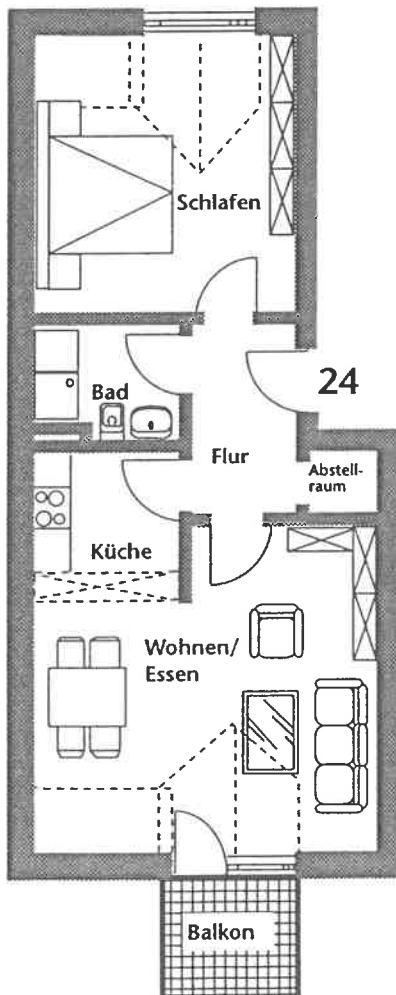 Schlafen
24
Bad
Flur
Abstell-
raum
Küche
Wohnen/
Essen
Balkon